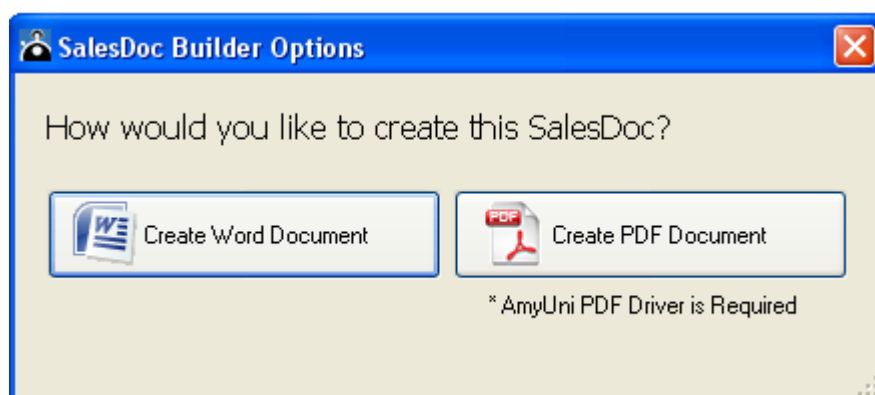 SalesDoc Builder Options
How would you like to create this SalesDoc?
W
Create Word Document
PDF
Create PDF Document
* AmyUni PDF Driver is Required